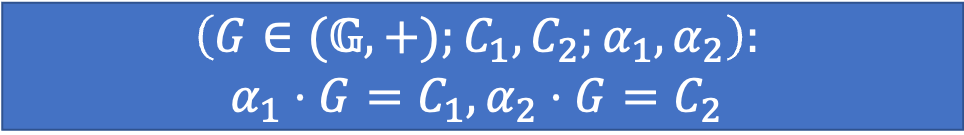 (G ∈ (𝔾, +); C₁, C₂; α₁, α₂):
α₁ · G = C₁, α₂ · G = C₂